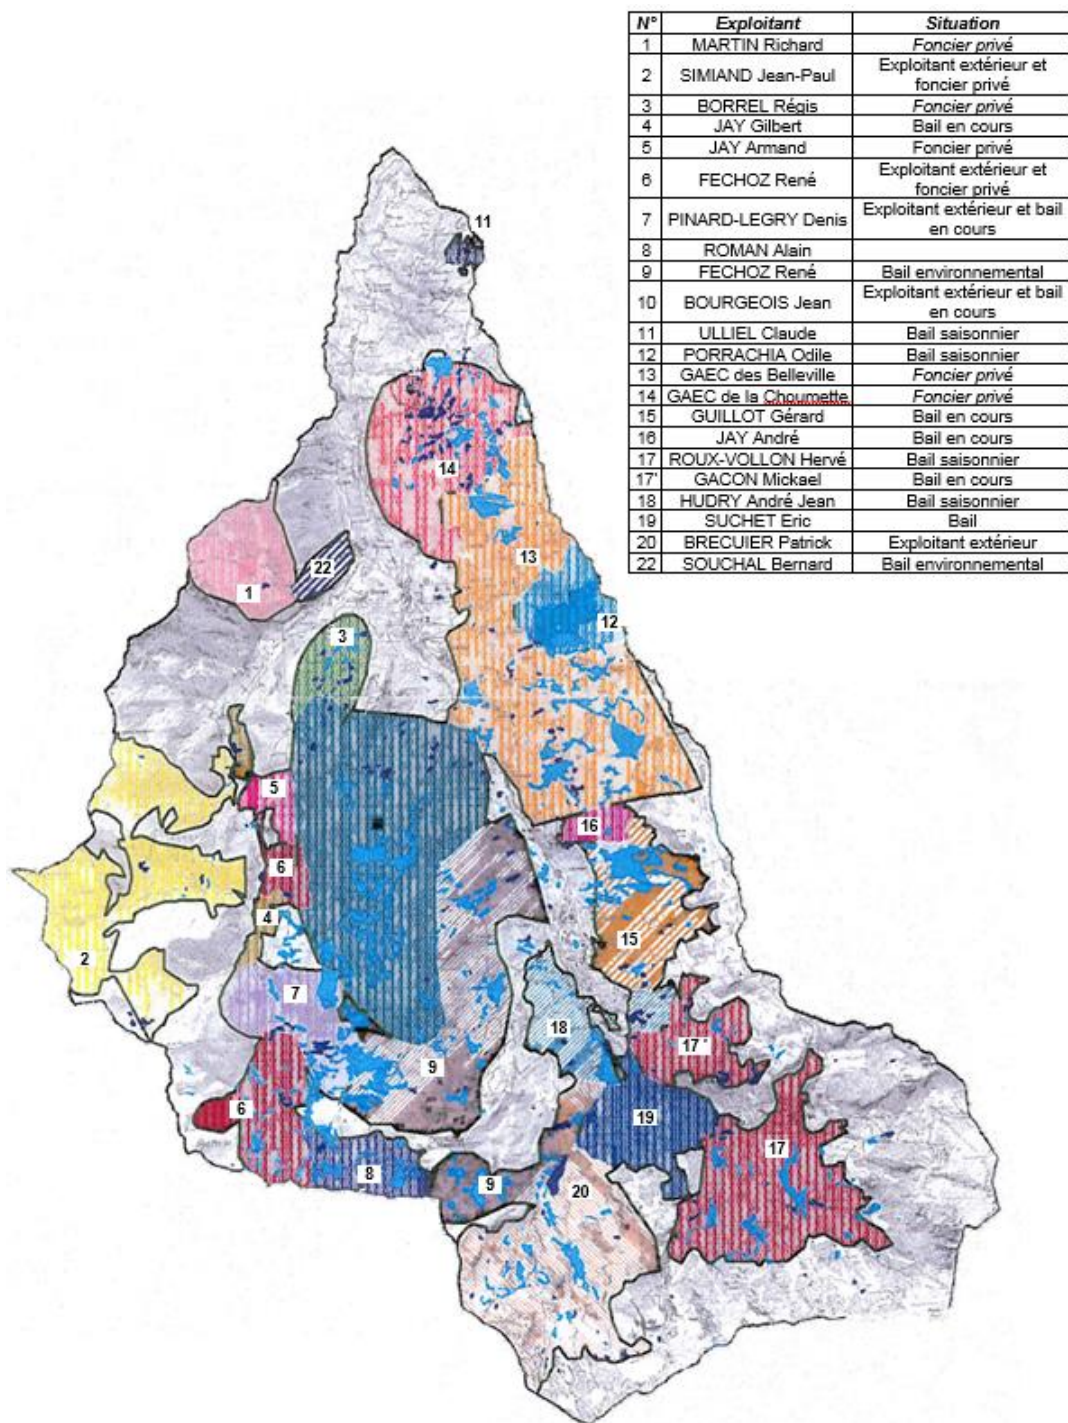 N° Exploitant Situation
1 MARTIN Richard Foncier privé
2 SIMIAND Jean-Paul Exploitant extérieur et
foncier privé
3 BORREL Régis Foncier privé
4 JAY Gilbert Bail en cours
5 JAY Armand Foncier privé
6 FECHOZ René Exploitant extérieur et
foncier privé
7 PINARD-LEGRY Denis Exploitant extérieur et bail
en cours
8 ROMAN Alain
9 FECHOZ René Bail environnemental
10 BOURGEOIS Jean Exploitant extérieur et bail
en cours
11 ULLIEL Claude Bail saisonnier
12 PORRACHIA Odile Bail saisonnier
13 GAEC des Belleville Foncier privé
14 GAEC de la Choumette Foncier privé
15 GUILLOT Gérard Bail en cours
16 JAY André Bail en cours
17 ROUX-VOLLON Hervé Bail saisonnier
17' GACON Mickael Bail en cours
18 HUDRY André Jean Bail saisonnier
19 SUCHET Eric Bail
20 BRECUIER Patrick Exploitant extérieur
22 SOUCHAL Bernard Bail environnemental
11
14
13
22
1
12
3
5
16
6
4
15
2
7
18
17 '
9
6
19
17
8
9
20